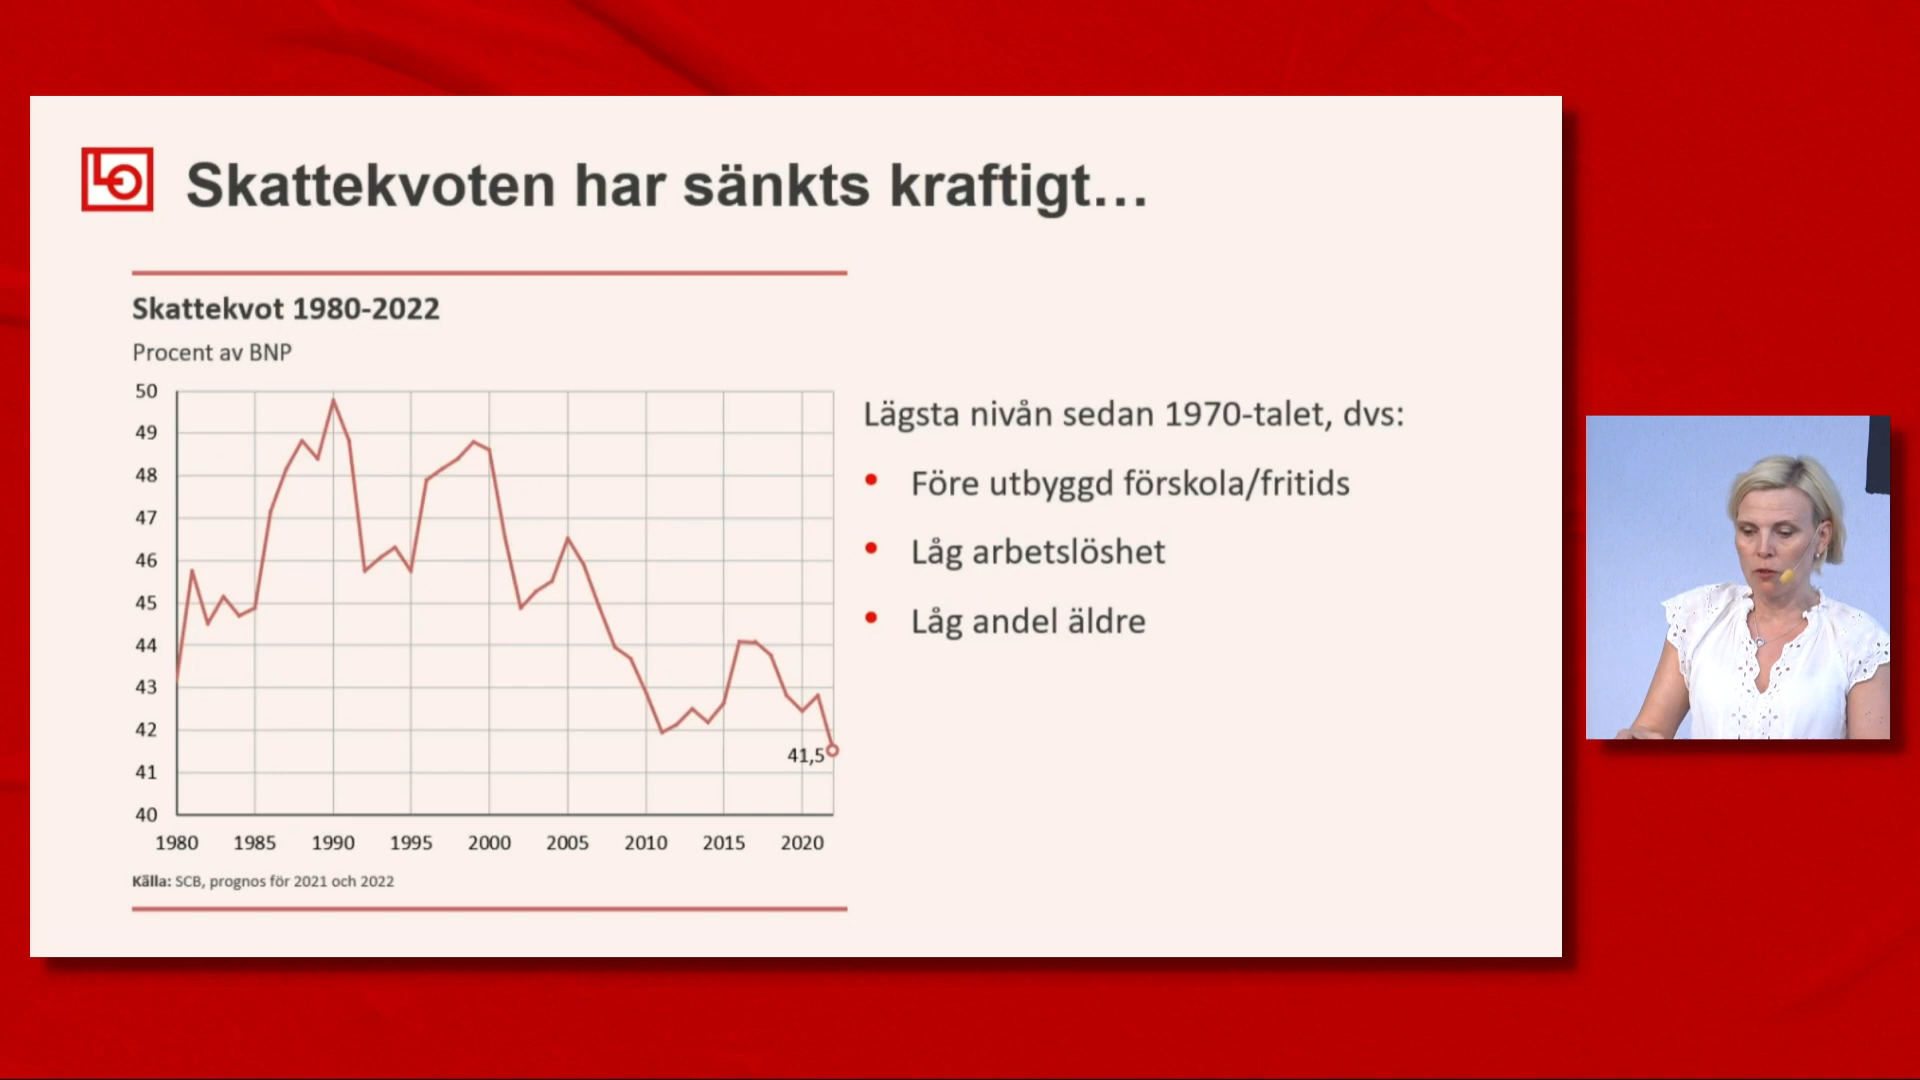 LO
Skattekvoten har sänkts kraftigt...
Skattekvot 1980-2022
Procent av BNP
50
49
48
47
46
45
44
43
42
41
40
41,5
1980 1985 1990 1995 2000 2005 2010 2015 2020
Källa: SCB, prognos för 2021 och 2022
Lägsta nivån sedan 1970-talet, dvs:
• Före utbyggd förskola/fritids
• Låg arbetslöshet
• Låg andel äldre